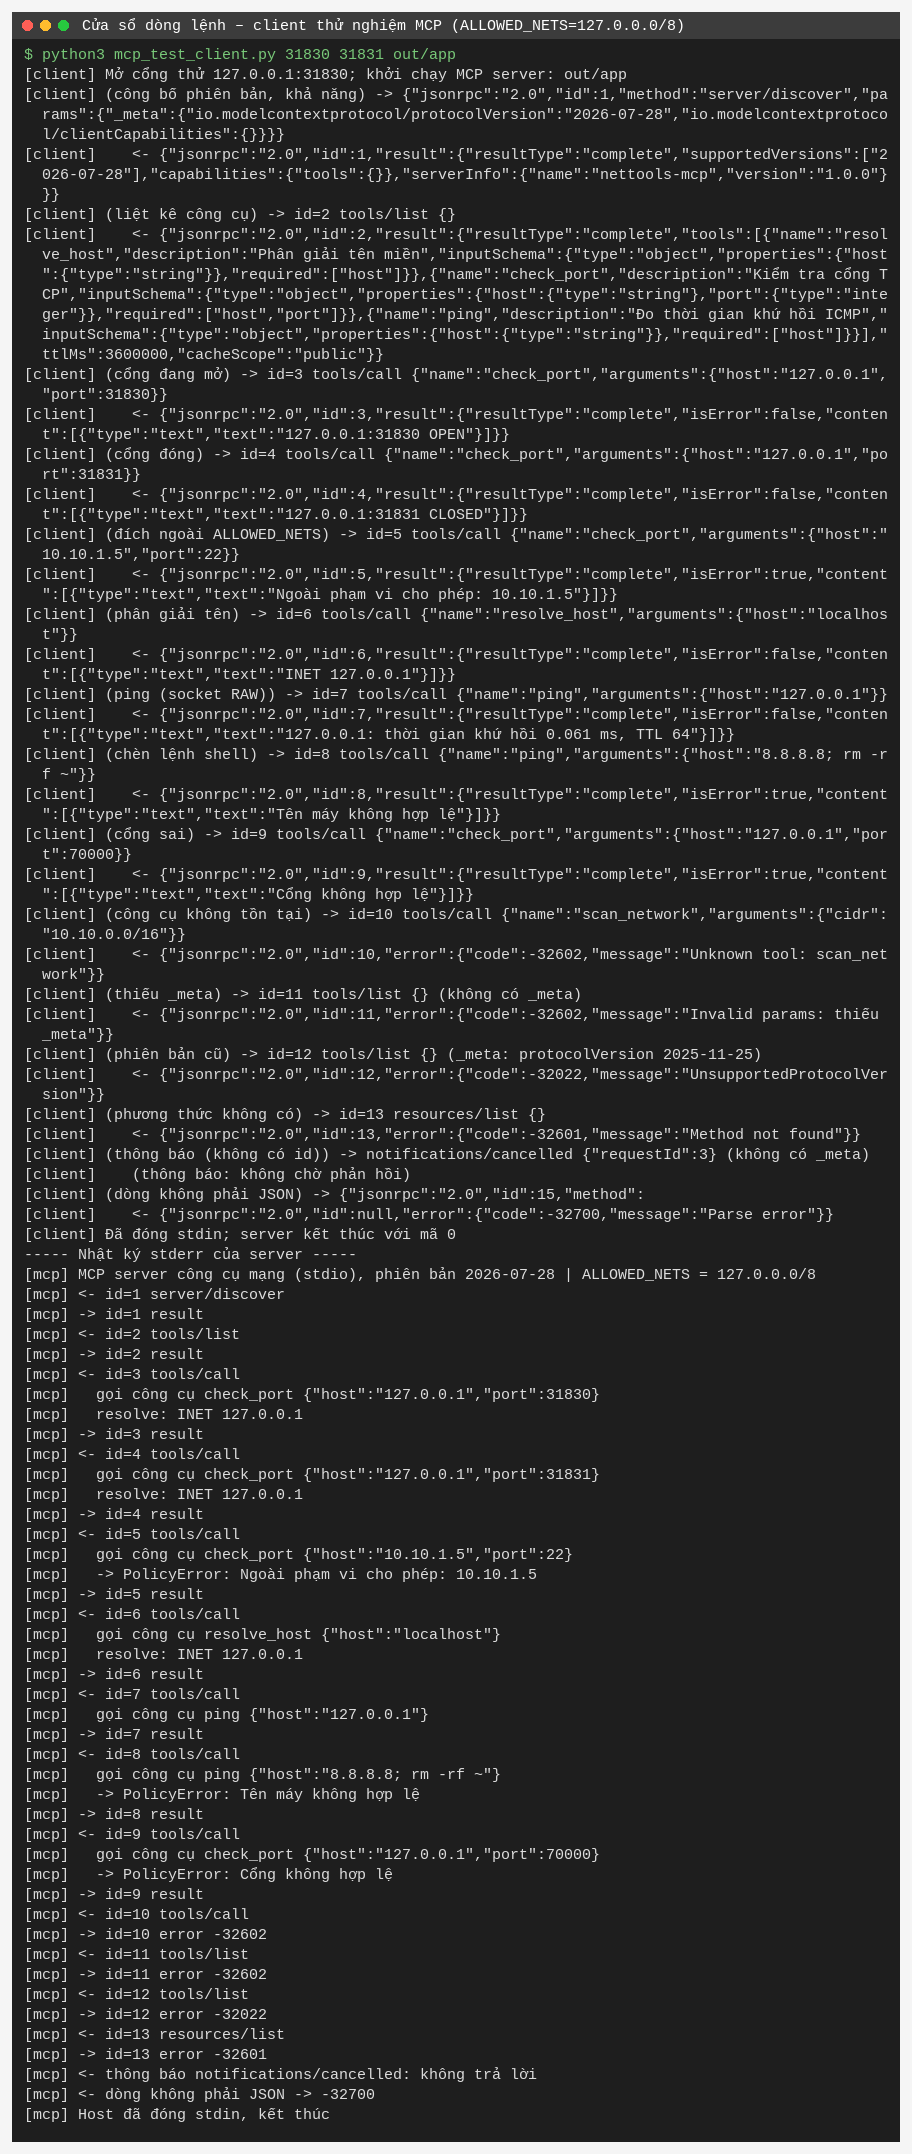 Cửa sổ dòng lệnh – client thử nghiệm MCP (ALLOWED_NETS=127.0.0.0/8)
$ python3 mcp_test_client.py 31830 31831 out/app
[client] Mở cổng thử 127.0.0.1:31830; khởi chạy MCP server: out/app
[client] (công bố phiên bản, khả năng) -> {"jsonrpc":"2.0","id":1,"method":"server/discover","pa
rams":{"_meta":{"io.modelcontextprotocol/protocolVersion":"2026-07-28","io.modelcontextprotoco
l/clientCapabilities":{}}}}
[client]    <- {"jsonrpc":"2.0","id":1,"result":{"resultType":"complete","supportedVersions":["2
026-07-28"],"capabilities":{"tools":{}},"serverInfo":{"name":"nettools-mcp","version":"1.0.0"}
}}
[client] (liệt kê công cụ) -> id=2 tools/list {}
[client]    <- {"jsonrpc":"2.0","id":2,"result":{"resultType":"complete","tools":[{"name":"resol
ve_host","description":"Phân giải tên miền","inputSchema":{"type":"object","properties":{"host
":{"type":"string"}},"required":["host"]}},{"name":"check_port","description":"Kiểm tra cổng T
CP","inputSchema":{"type":"object","properties":{"host":{"type":"string"},"port":{"type":"inte
ger"}},"required":["host","port"]}},{"name":"ping","description":"Đo thời gian khứ hồi ICMP","
inputSchema":{"type":"object","properties":{"host":{"type":"string"}},"required":["host"]}}],"
ttlMs":3600000,"cacheScope":"public"}}
[client] (cổng đang mở) -> id=3 tools/call {"name":"check_port","arguments":{"host":"127.0.0.1",
"port":31830}}
[client]    <- {"jsonrpc":"2.0","id":3,"result":{"resultType":"complete","isError":false,"conten
t":[{"type":"text","text":"127.0.0.1:31830 OPEN"}]}}
[client] (cổng đóng) -> id=4 tools/call {"name":"check_port","arguments":{"host":"127.0.0.1","po
rt":31831}}
[client]    <- {"jsonrpc":"2.0","id":4,"result":{"resultType":"complete","isError":false,"conten
t":[{"type":"text","text":"127.0.0.1:31831 CLOSED"}]}}
[client] (đích ngoài ALLOWED_NETS) -> id=5 tools/call {"name":"check_port","arguments":{"host":"
10.10.1.5","port":22}}
[client]    <- {"jsonrpc":"2.0","id":5,"result":{"resultType":"complete","isError":true,"content
":[{"type":"text","text":"Ngoài phạm vi cho phép: 10.10.1.5"}]}}
[client] (phân giải tên) -> id=6 tools/call {"name":"resolve_host","arguments":{"host":"localhos
t"}}
[client]    <- {"jsonrpc":"2.0","id":6,"result":{"resultType":"complete","isError":false,"conten
t":[{"type":"text","text":"INET 127.0.0.1"}]}}
[client] (ping (socket RAW)) -> id=7 tools/call {"name":"ping","arguments":{"host":"127.0.0.1"}}
[client]    <- {"jsonrpc":"2.0","id":7,"result":{"resultType":"complete","isError":false,"conten
t":[{"type":"text","text":"127.0.0.1: thời gian khứ hồi 0.061 ms, TTL 64"}]}}
[client] (chèn lệnh shell) -> id=8 tools/call {"name":"ping","arguments":{"host":"8.8.8.8; rm -r
f ~"}}
[client]    <- {"jsonrpc":"2.0","id":8,"result":{"resultType":"complete","isError":true,"content
":[{"type":"text","text":"Tên máy không hợp lệ"}]}}
[client] (cổng sai) -> id=9 tools/call {"name":"check_port","arguments":{"host":"127.0.0.1","por
t":70000}}
[client]    <- {"jsonrpc":"2.0","id":9,"result":{"resultType":"complete","isError":true,"content
":[{"type":"text","text":"Cổng không hợp lệ"}]}}
[client] (công cụ không tồn tại) -> id=10 tools/call {"name":"scan_network","arguments":{"cidr":
"10.10.0.0/16"}}
[client]    <- {"jsonrpc":"2.0","id":10,"error":{"code":-32602,"message":"Unknown tool: scan_net
work"}}
[client] (thiếu _meta) -> id=11 tools/list {} (không có _meta)
[client]    <- {"jsonrpc":"2.0","id":11,"error":{"code":-32602,"message":"Invalid params: thiếu
_meta"}}
[client] (phiên bản cũ) -> id=12 tools/list {} (_meta: protocolVersion 2025-11-25)
[client]    <- {"jsonrpc":"2.0","id":12,"error":{"code":-32022,"message":"UnsupportedProtocolVer
sion"}}
[client] (phương thức không có) -> id=13 resources/list {}
[client]    <- {"jsonrpc":"2.0","id":13,"error":{"code":-32601,"message":"Method not found"}}
[client] (thông báo (không có id)) -> notifications/cancelled {"requestId":3} (không có _meta)
[client]    (thông báo: không chờ phản hồi)
[client] (dòng không phải JSON) -> {"jsonrpc":"2.0","id":15,"method":
[client]    <- {"jsonrpc":"2.0","id":null,"error":{"code":-32700,"message":"Parse error"}}
[client] Đã đóng stdin; server kết thúc với mã 0
----- Nhật ký stderr của server -----
[mcp] MCP server công cụ mạng (stdio), phiên bản 2026-07-28 | ALLOWED_NETS = 127.0.0.0/8
[mcp] <- id=1 server/discover
[mcp] -> id=1 result
[mcp] <- id=2 tools/list
[mcp] -> id=2 result
[mcp] <- id=3 tools/call
[mcp]   gọi công cụ check_port {"host":"127.0.0.1","port":31830}
[mcp]   resolve: INET 127.0.0.1
[mcp] -> id=3 result
[mcp] <- id=4 tools/call
[mcp]   gọi công cụ check_port {"host":"127.0.0.1","port":31831}
[mcp]   resolve: INET 127.0.0.1
[mcp] -> id=4 result
[mcp] <- id=5 tools/call
[mcp]   gọi công cụ check_port {"host":"10.10.1.5","port":22}
[mcp]   -> PolicyError: Ngoài phạm vi cho phép: 10.10.1.5
[mcp] -> id=5 result
[mcp] <- id=6 tools/call
[mcp]   gọi công cụ resolve_host {"host":"localhost"}
[mcp]   resolve: INET 127.0.0.1
[mcp] -> id=6 result
[mcp] <- id=7 tools/call
[mcp]   gọi công cụ ping {"host":"127.0.0.1"}
[mcp] -> id=7 result
[mcp] <- id=8 tools/call
[mcp]   gọi công cụ ping {"host":"8.8.8.8; rm -rf ~"}
[mcp]   -> PolicyError: Tên máy không hợp lệ
[mcp] -> id=8 result
[mcp] <- id=9 tools/call
[mcp]   gọi công cụ check_port {"host":"127.0.0.1","port":70000}
[mcp]   -> PolicyError: Cổng không hợp lệ
[mcp] -> id=9 result
[mcp] <- id=10 tools/call
[mcp] -> id=10 error -32602
[mcp] <- id=11 tools/list
[mcp] -> id=11 error -32602
[mcp] <- id=12 tools/list
[mcp] -> id=12 error -32022
[mcp] <- id=13 resources/list
[mcp] -> id=13 error -32601
[mcp] <- thông báo notifications/cancelled: không trả lời
[mcp] <- dòng không phải JSON -> -32700
[mcp] Host đã đóng stdin, kết thúc